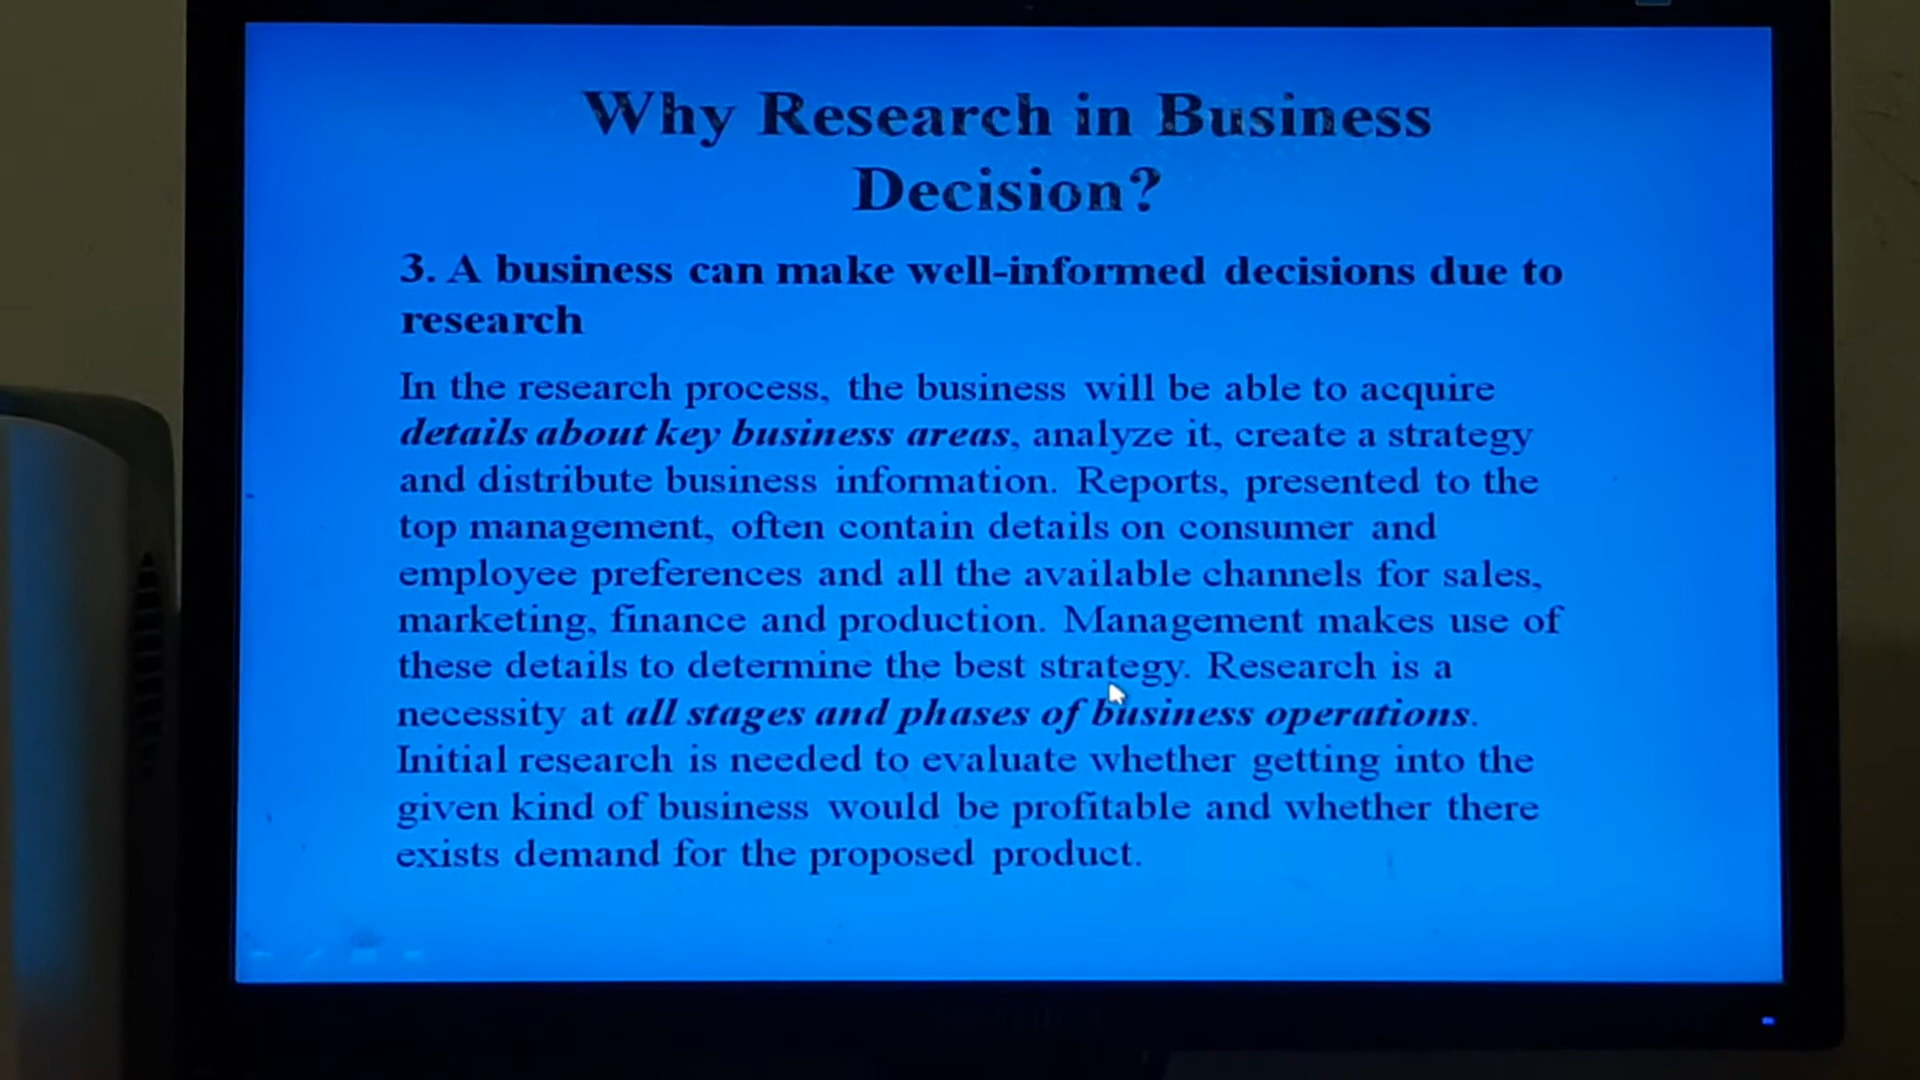 Why Research in Business
Decision?
3. A business can make well-informed decisions due to
research
In the research process, the business will be able to acquire
details about key business areas, analyze it, create a strategy
and distribute business information. Reports, presented to the
top management, often contain details on consumer and
employee preferences and all the available channels for sales,
marketing, finance and production. Management makes use of
these details to determine the best strategy. Research is a
necessity at all stages and phases of business operations.
Initial research is needed to evaluate whether getting into the
given kind of business would be profitable and whether there
exists demand for the proposed product.